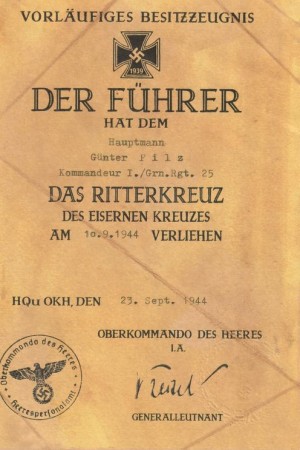 VORLÄUFIGES BESITZZEUGNIS
1939
DER FÜHRER
HAT DEM
Hauptmann
Günter Pilz
Kommandeur I./Grn.Rgt. 25
DAS RITTERKREUZ
DES EISERNEN KREUZES
AM 10.9.1944 VERLIEHEN
HQu OKH, DEN 23. Sept. 1944
OBERKOMMANDO DES HEERES
I.A.
Oberkommando des Heeres
Heerespersonalamt
GENERALLEUTNANT